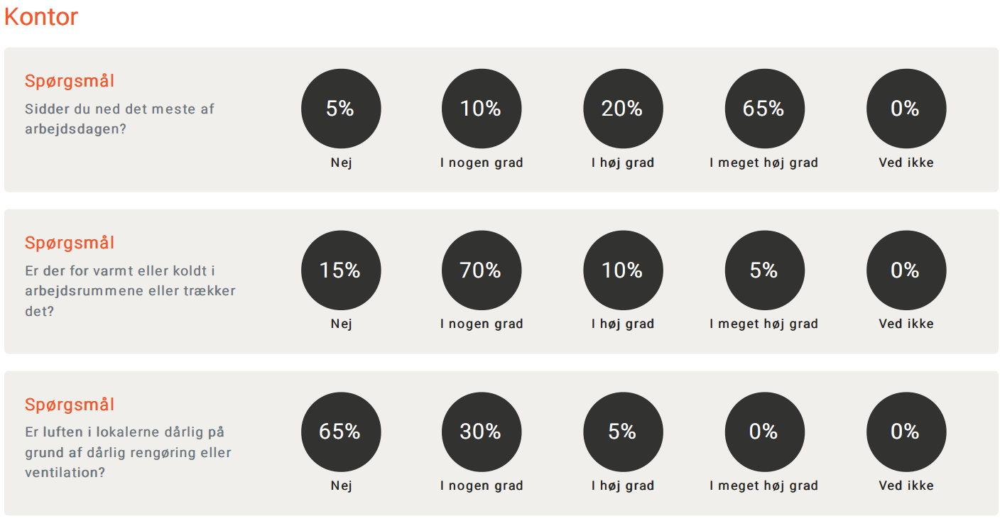 Kontor
Spørgsmål
Sidder du ned det meste af
arbejdsdagen?
5% 10% 20% 65% 0%
Nej I nogen grad I høj grad I meget høj grad Ved ikke
Spørgsmål
Er der for varmt eller koldt i
arbejdsrummene eller trækker
det?
15% 70% 10% 5% 0%
Nej I nogen grad I høj grad I meget høj grad Ved ikke
Spørgsmål
Er luften i lokalerne dårlig på
grund af dårlig rengøring eller
ventilation?
65% 30% 5% 0% 0%
Nej I nogen grad I høj grad I meget høj grad Ved ikke